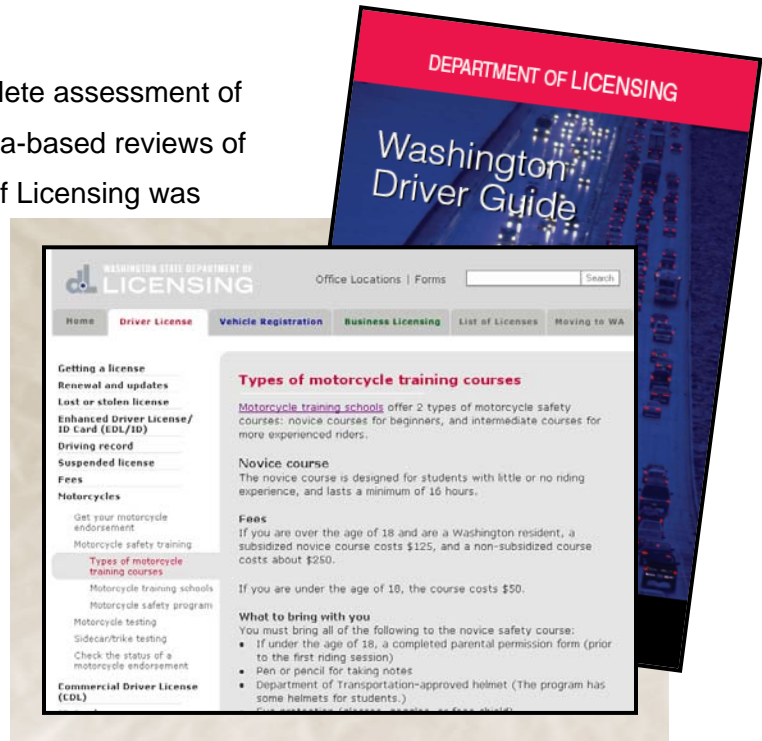 lete assessment of
a-based reviews of
f Licensing was
DEPARTMENT OF LICENSING
Washington
Driver Guide
WASHINGTON STATE DEPARTMENT OF
LICENSING
Office Locations | Forms
Search
Home
Driver License
Vehicle Registration
Business Licensing
List of Licenses
Moving to WA
Getting a license
Renewal and updates
Lost or stolen license
Enhanced Driver License/
ID Card (EDL/ID)
Driving record
Suspended license
Fees
Motorcycles
Get your motorcycle
endorsement
Motorcycle safety training
Types of motorcycle
training courses
Motorcycle training schools
Motorcycle safety program
Motorcycle testing
Sidecar/trike testing
Check the status of a
motorcycle endorsement
Commercial Driver License
(CDL)
Types of motorcycle training courses
Motorcycle training schools offer 2 types of motorcycle safety
courses: novice courses for beginners, and intermediate courses for
more experienced riders.
Novice course
The novice course is designed for students with little or no riding
experience, and lasts a minimum of 16 hours.
Fees
If you are over the age of 18 and are a Washington resident, a
subsidized novice course costs $125, and a non-subsidized course
costs about $250.
If you are under the age of 18, the course costs $50.
What to bring with you
You must bring all of the following to the novice safety course:
• If under the age of 18, a completed parental permission form (prior
to the first riding session)
• Pen or pencil for taking notes
• Department of Transportation-approved helmet (The program has
some helmets for students.)